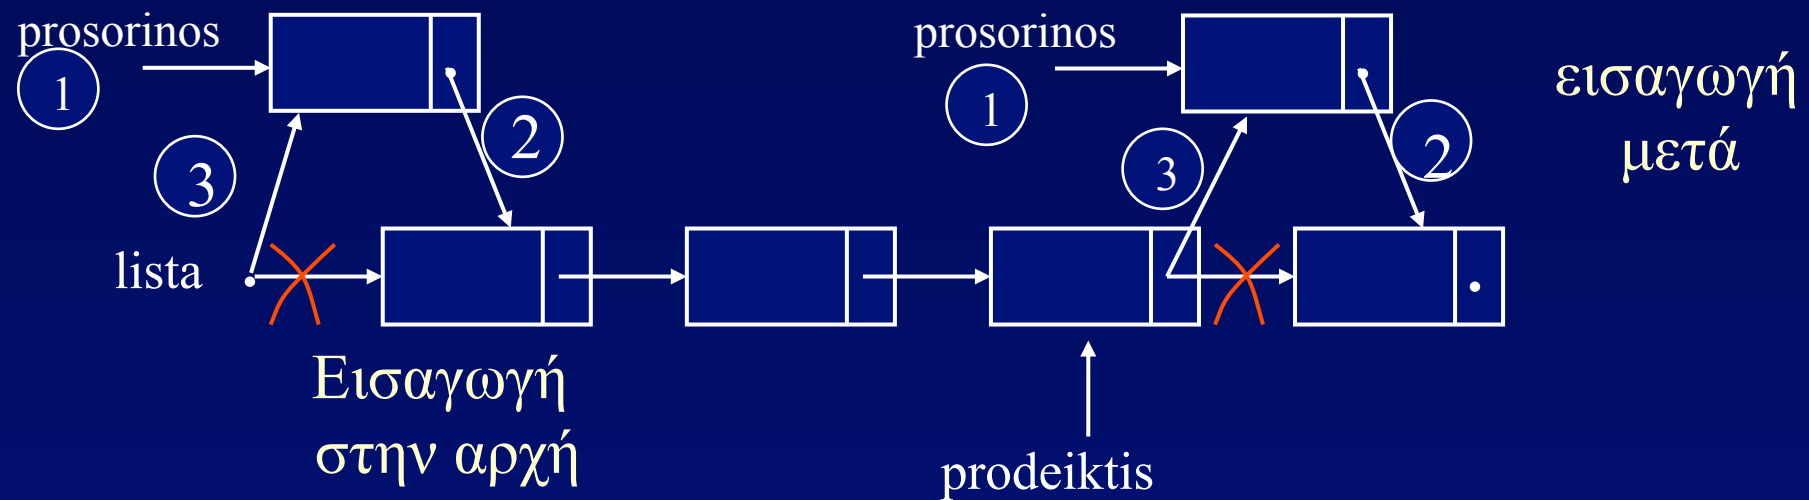 prosorinos
1
2
3
lista
Εισαγωγή
στην αρχή
prosorinos
1
2
3
prodeiktis
εισαγωγή
μετά